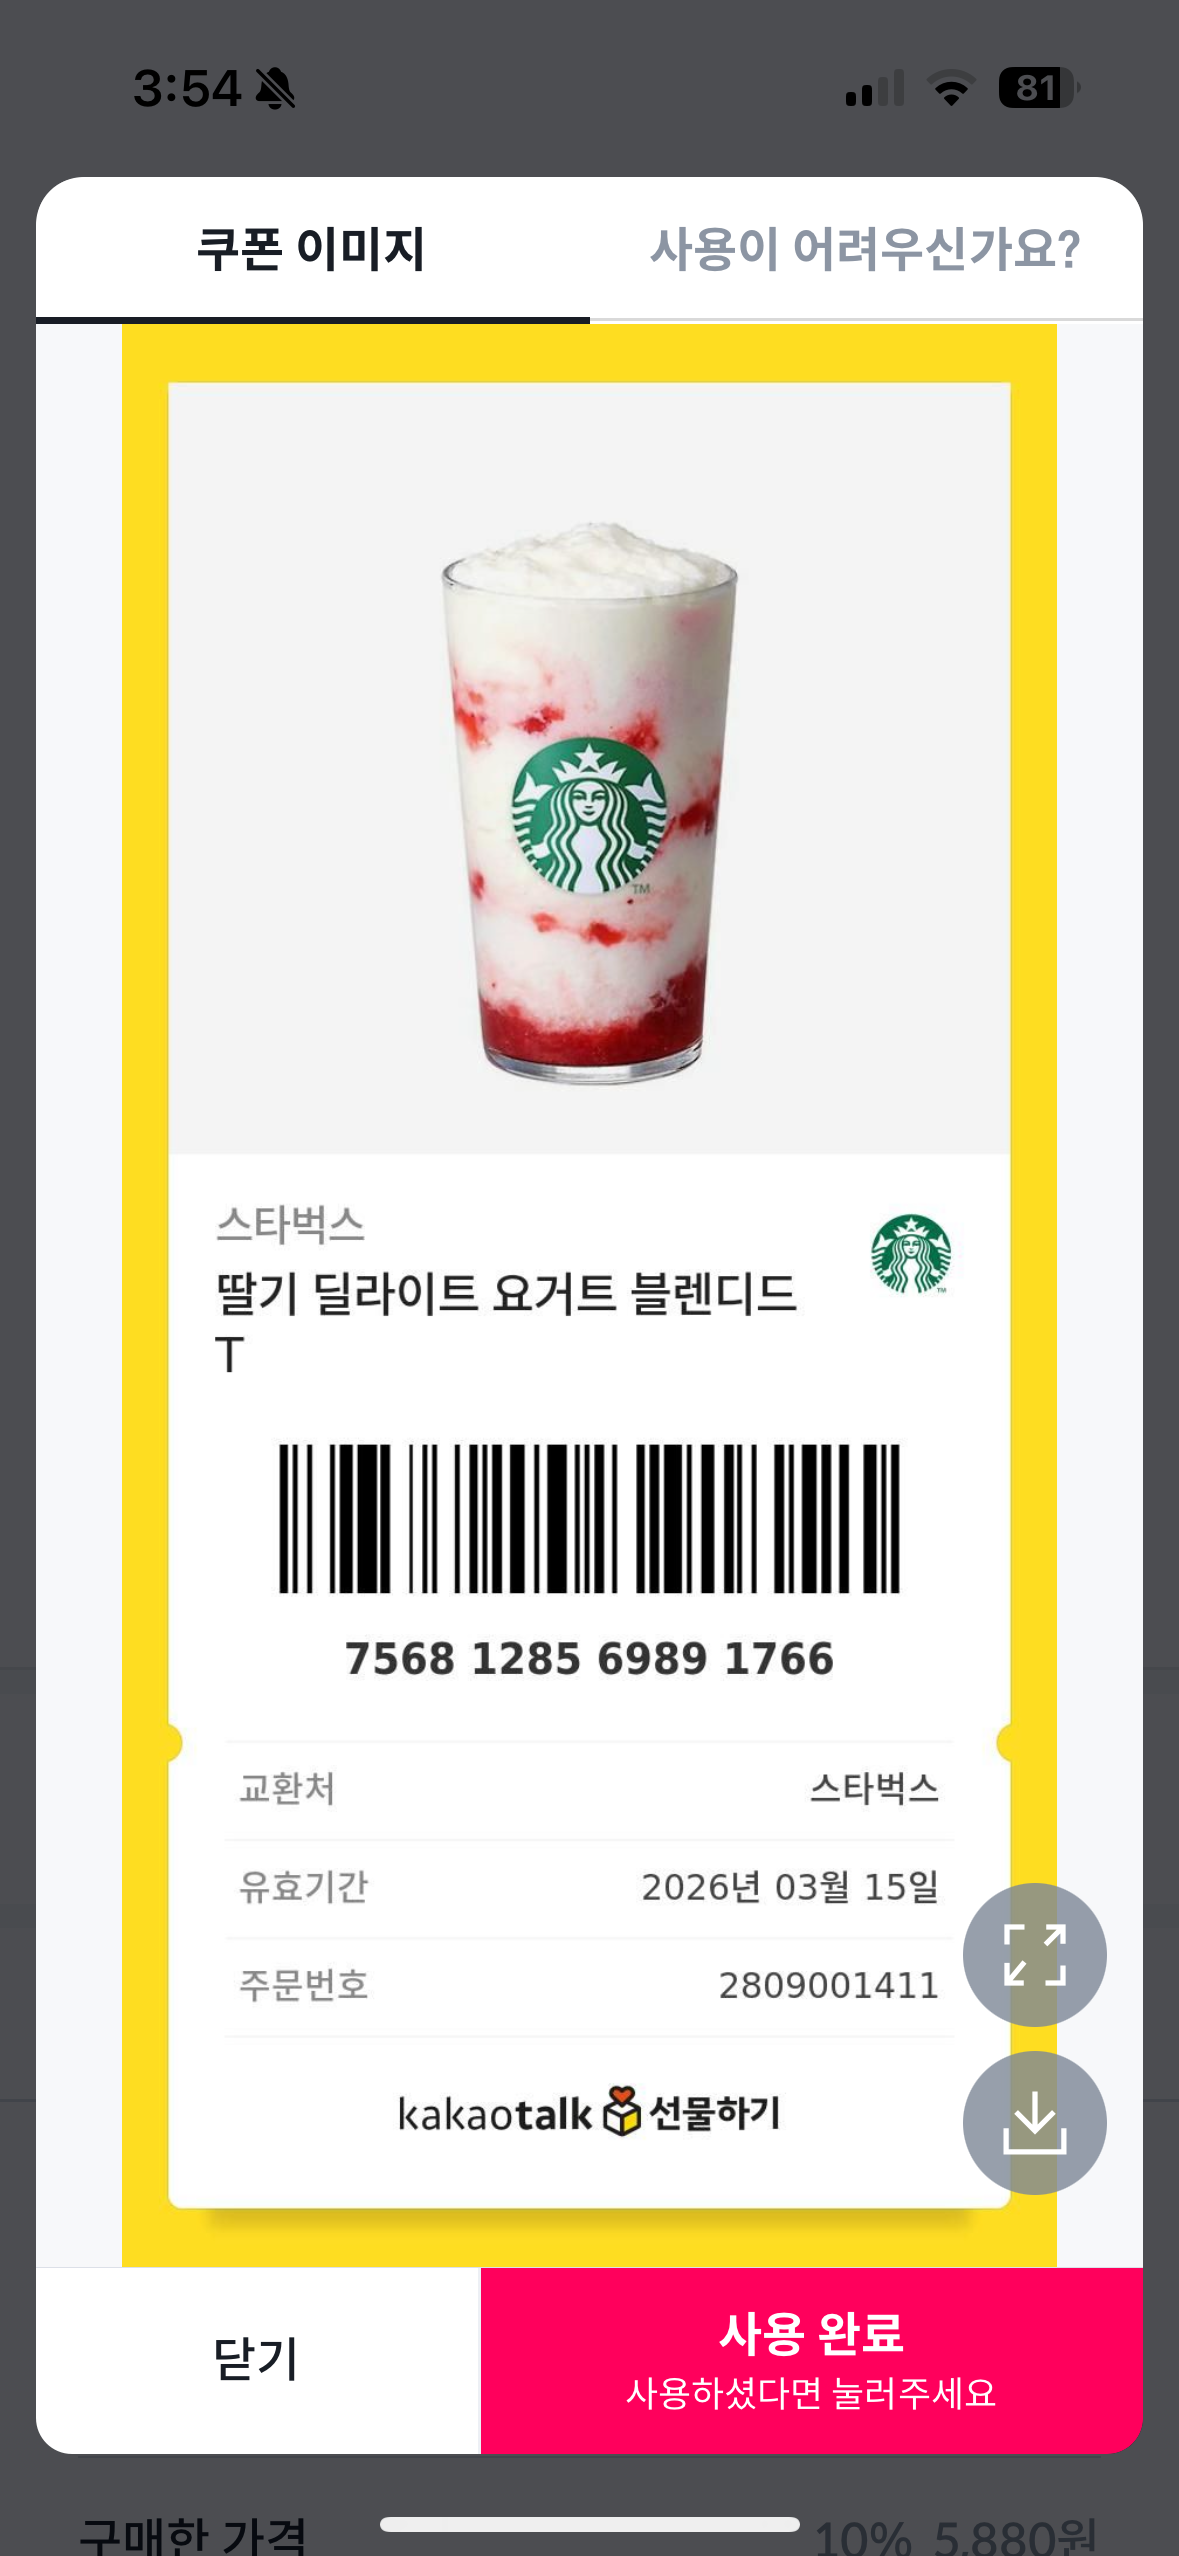 3:54
81
쿠폰 이미지
사용이 어려우신가요?
TM
스타벅스
딸기 딜라이트 요거트 블렌디드
T
TM
7568 1285 6989 1766
교환처 스타벅스
유효기간 2026년 03월 15일
주문번호 2809001411
kakaotalk 선물하기
닫기
사용 완료
사용하셨다면 눌러주세요
구매한 가격 10% 5,880원